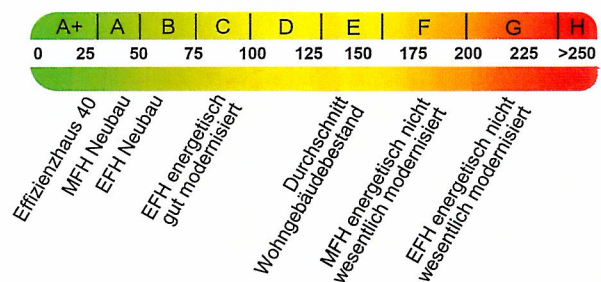 A+ A B C D E F G H
0 25 50 75 100 125 150 175 200 225 >250
Effizienzhaus 40
MFH Neubau
EFH Neubau
EFH energetisch
gut modernisiert
Durchschnitt
Wohngebäudebestand
MFH energetisch nicht
wesentlich modernisiert
EFH energetisch nicht
wesentlich modernisiert